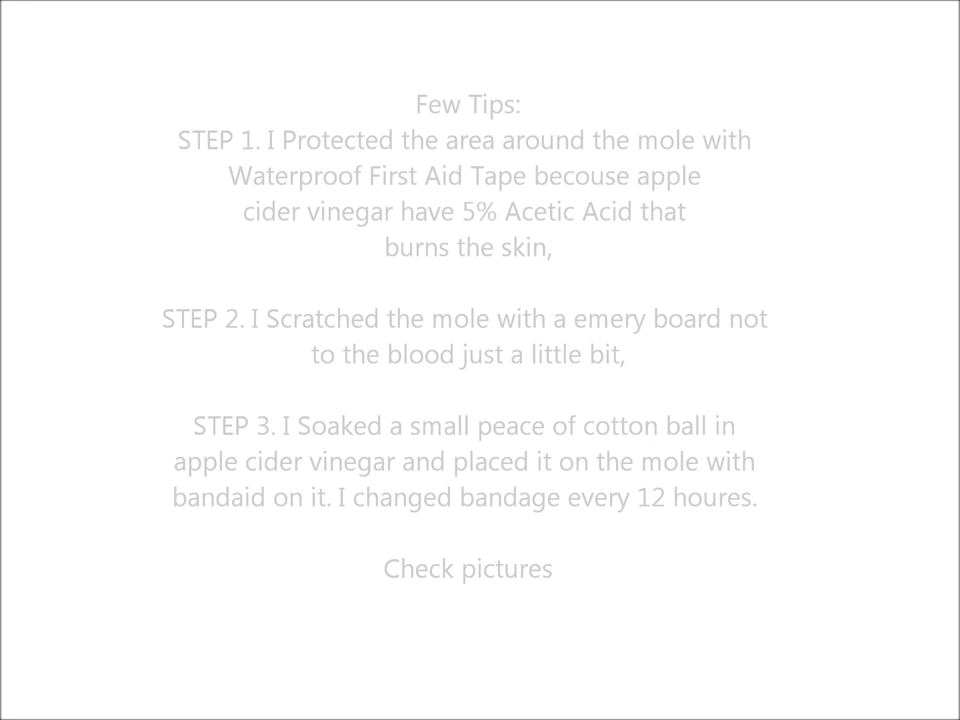 Few Tips:
STEP 1. I Protected the area around the mole with
Waterproof First Aid Tape becouse apple
cider vinegar have 5% Acetic Acid that
burns the skin,
STEP 2. I Scratched the mole with a emery board not
to the blood just a little bit,
STEP 3. I Soaked a small peace of cotton ball in
apple cider vinegar and placed it on the mole with
bandaid on it. I changed bandage every 12 houres.
Check pictures